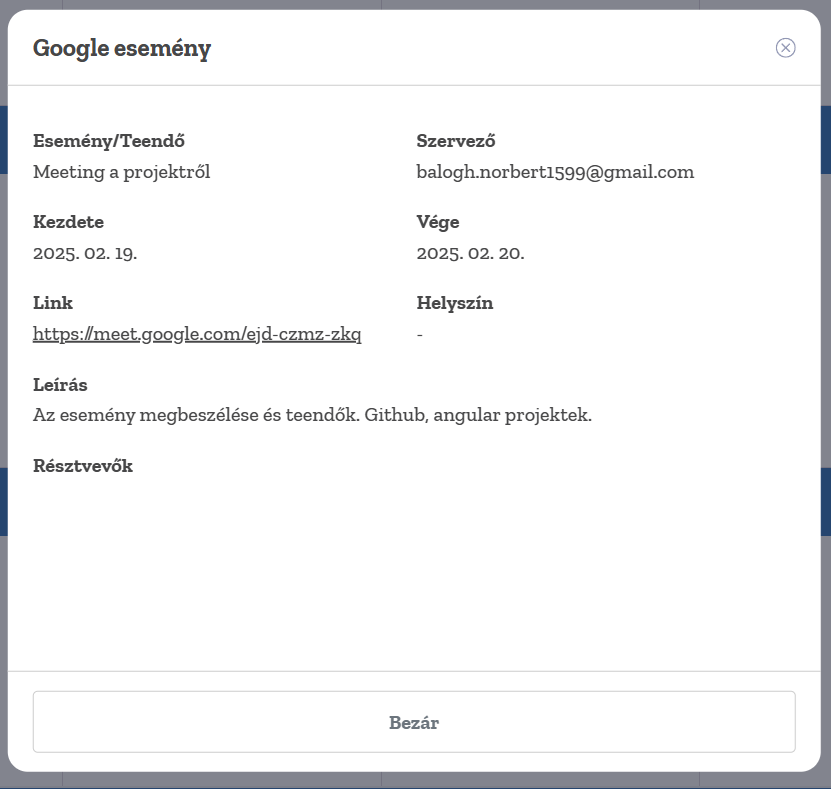 Google esemény
Esemény/Teendő
Meeting a projektről
Szervező
balogh.norbert1599@gmail.com
Kezdete
2025. 02. 19.
Vége
2025. 02. 20.
Link
https://meet.google.com/ejd-czmz-zkq
Helyszín
-
Leírás
Az esemény megbeszélése és teendők. Github, angular projektek.
Résztvevők
Bezár